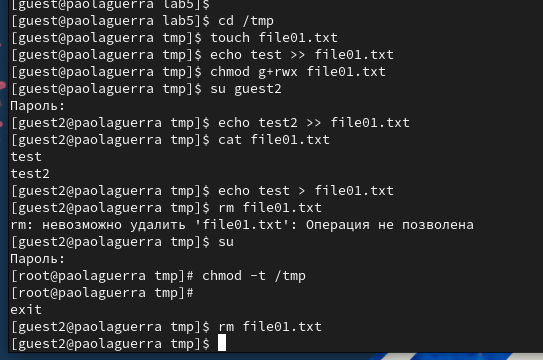 [guest@paolaguerra lab5]$
[guest@paolaguerra lab5]$ cd /tmp
[guest@paolaguerra tmp]$ touch file01.txt
[guest@paolaguerra tmp]$ echo test >> file01.txt
[guest@paolaguerra tmp]$ chmod g+rwx file01.txt
[guest@paolaguerra tmp]$ su guest2
Пароль:
[guest2@paolaguerra tmp]$ echo test2 >> file01.txt
[guest2@paolaguerra tmp]$ cat file01.txt
test
test2
[guest2@paolaguerra tmp]$ echo test > file01.txt
[guest2@paolaguerra tmp]$ rm file01.txt
rm: невозможно удалить 'file01.txt': Операция не позволена
[guest2@paolaguerra tmp]$ su
Пароль:
[root@paolaguerra tmp]# chmod -t /tmp
[root@paolaguerra tmp]#
exit
[guest2@paolaguerra tmp]$ rm file01.txt
[guest2@paolaguerra tmp]$